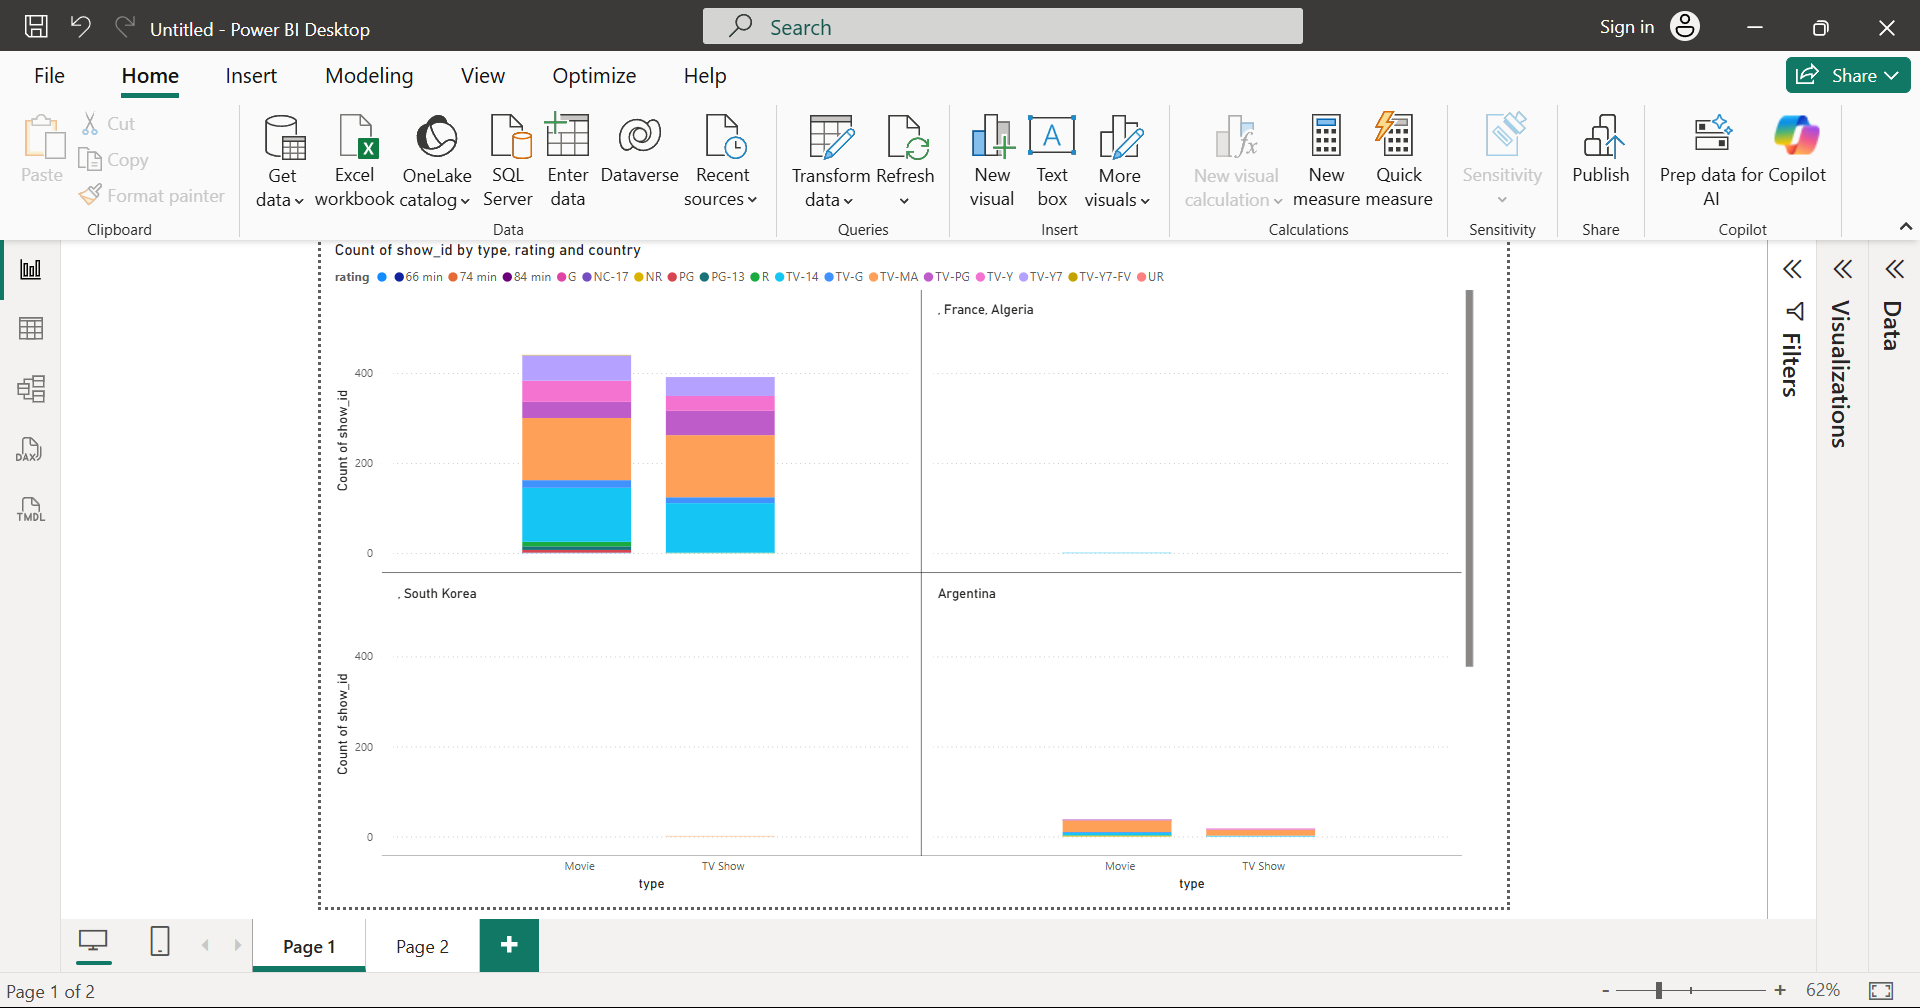 Untitled - Power BI Desktop
Search
Sign in
File Home Insert Modeling View Optimize Help
Share
Paste
Cut
Copy
Format painter
Clipboard
Get data
Excel workbook
OneLake catalog
SQL Server
Enter data
Dataverse
Recent sources
Data
Transform data
Refresh
Queries
New visual
Text box
More visuals
Insert
New visual calculation
New measure
Quick measure
Calculations
Sensitivity
Sensitivity
Publish
Share
Prep data for AI
Copilot
Copilot
DAX
TMDL
Count of show_id by type, rating and country
rating 66 min 74 min 84 min G NC-17 NR PG PG-13 R TV-14 TV-G TV-MA TV-PG TV-Y TV-Y7 TV-Y7-FV UR
Count of show_id
400
200
0
, France, Algeria
, South Korea
Count of show_id
400
200
0
Movie TV Show
type
Argentina
Movie TV Show
type
Filters
Visualizations
Data
Page 1
Page 2
+
Page 1 of 2
- + 62%